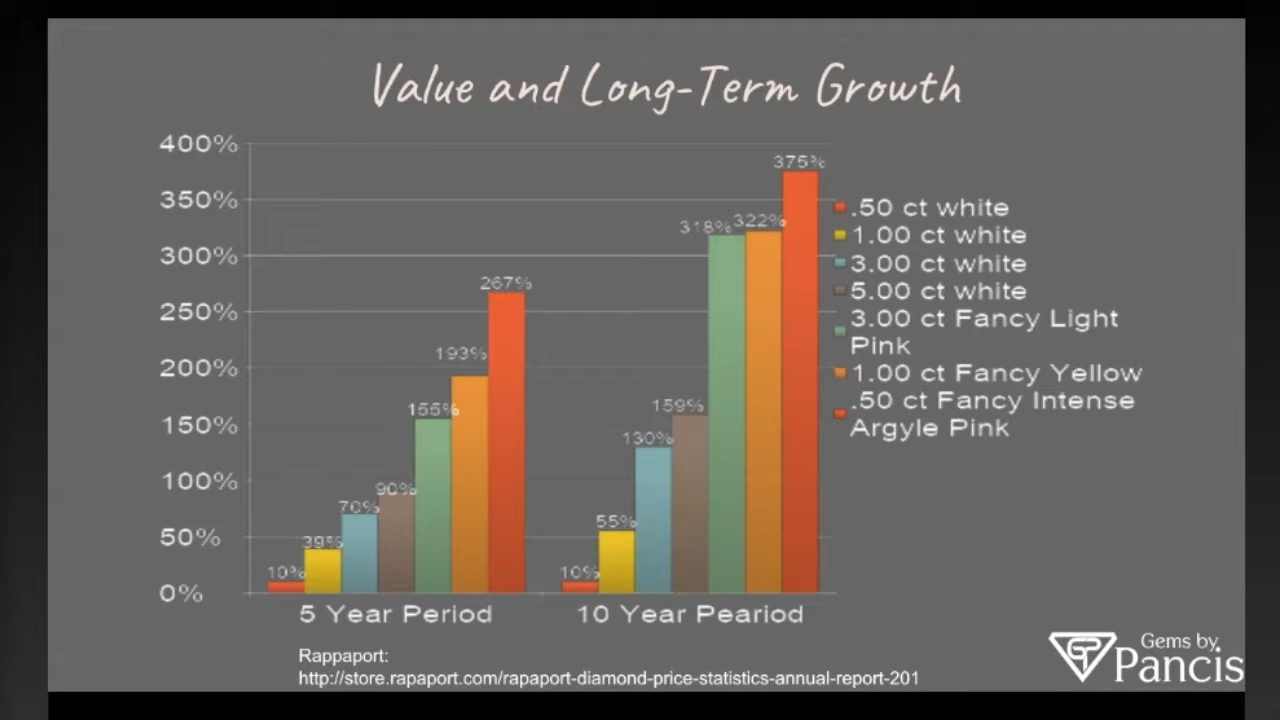 Value and Long-Term Growth
400%
350%
300%
250%
200%
150%
100%
50%
0%
10%
39%
70%
90%
155%
193%
267%
10%
55%
130%
159%
318%
322%
375%
5 Year Period
10 Year Peariod
.50 ct white
1.00 ct white
3.00 ct white
5.00 ct white
3.00 ct Fancy Light
Pink
1.00 ct Fancy Yellow
.50 ct Fancy Intense
Argyle Pink
Rappaport:
http://store.rapaport.com/rapaport-diamond-price-statistics-annual-report-201
GP
Gems by
Pancis